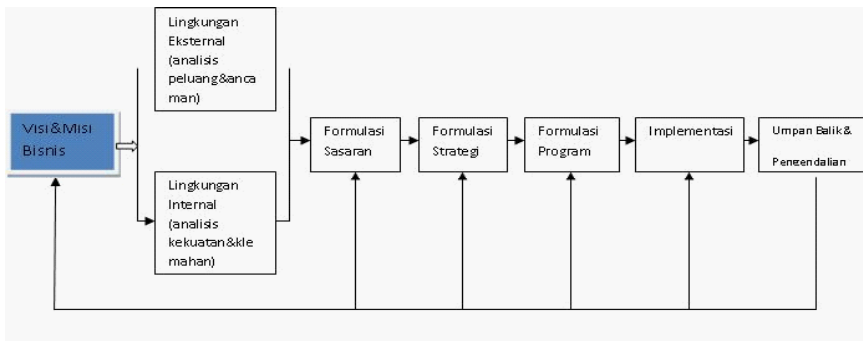 Visi&Misi
Bisnis
Lingkungan
Eksternal
(analisis
peluang&anca
man)
Lingkungan
Internal
(analisis
kekuatan&kle
mahan)
Formulasi
Sasaran
Formulasi
Strategi
Formulasi
Program
Implementasi
Umpan Balik &
Pengendalian